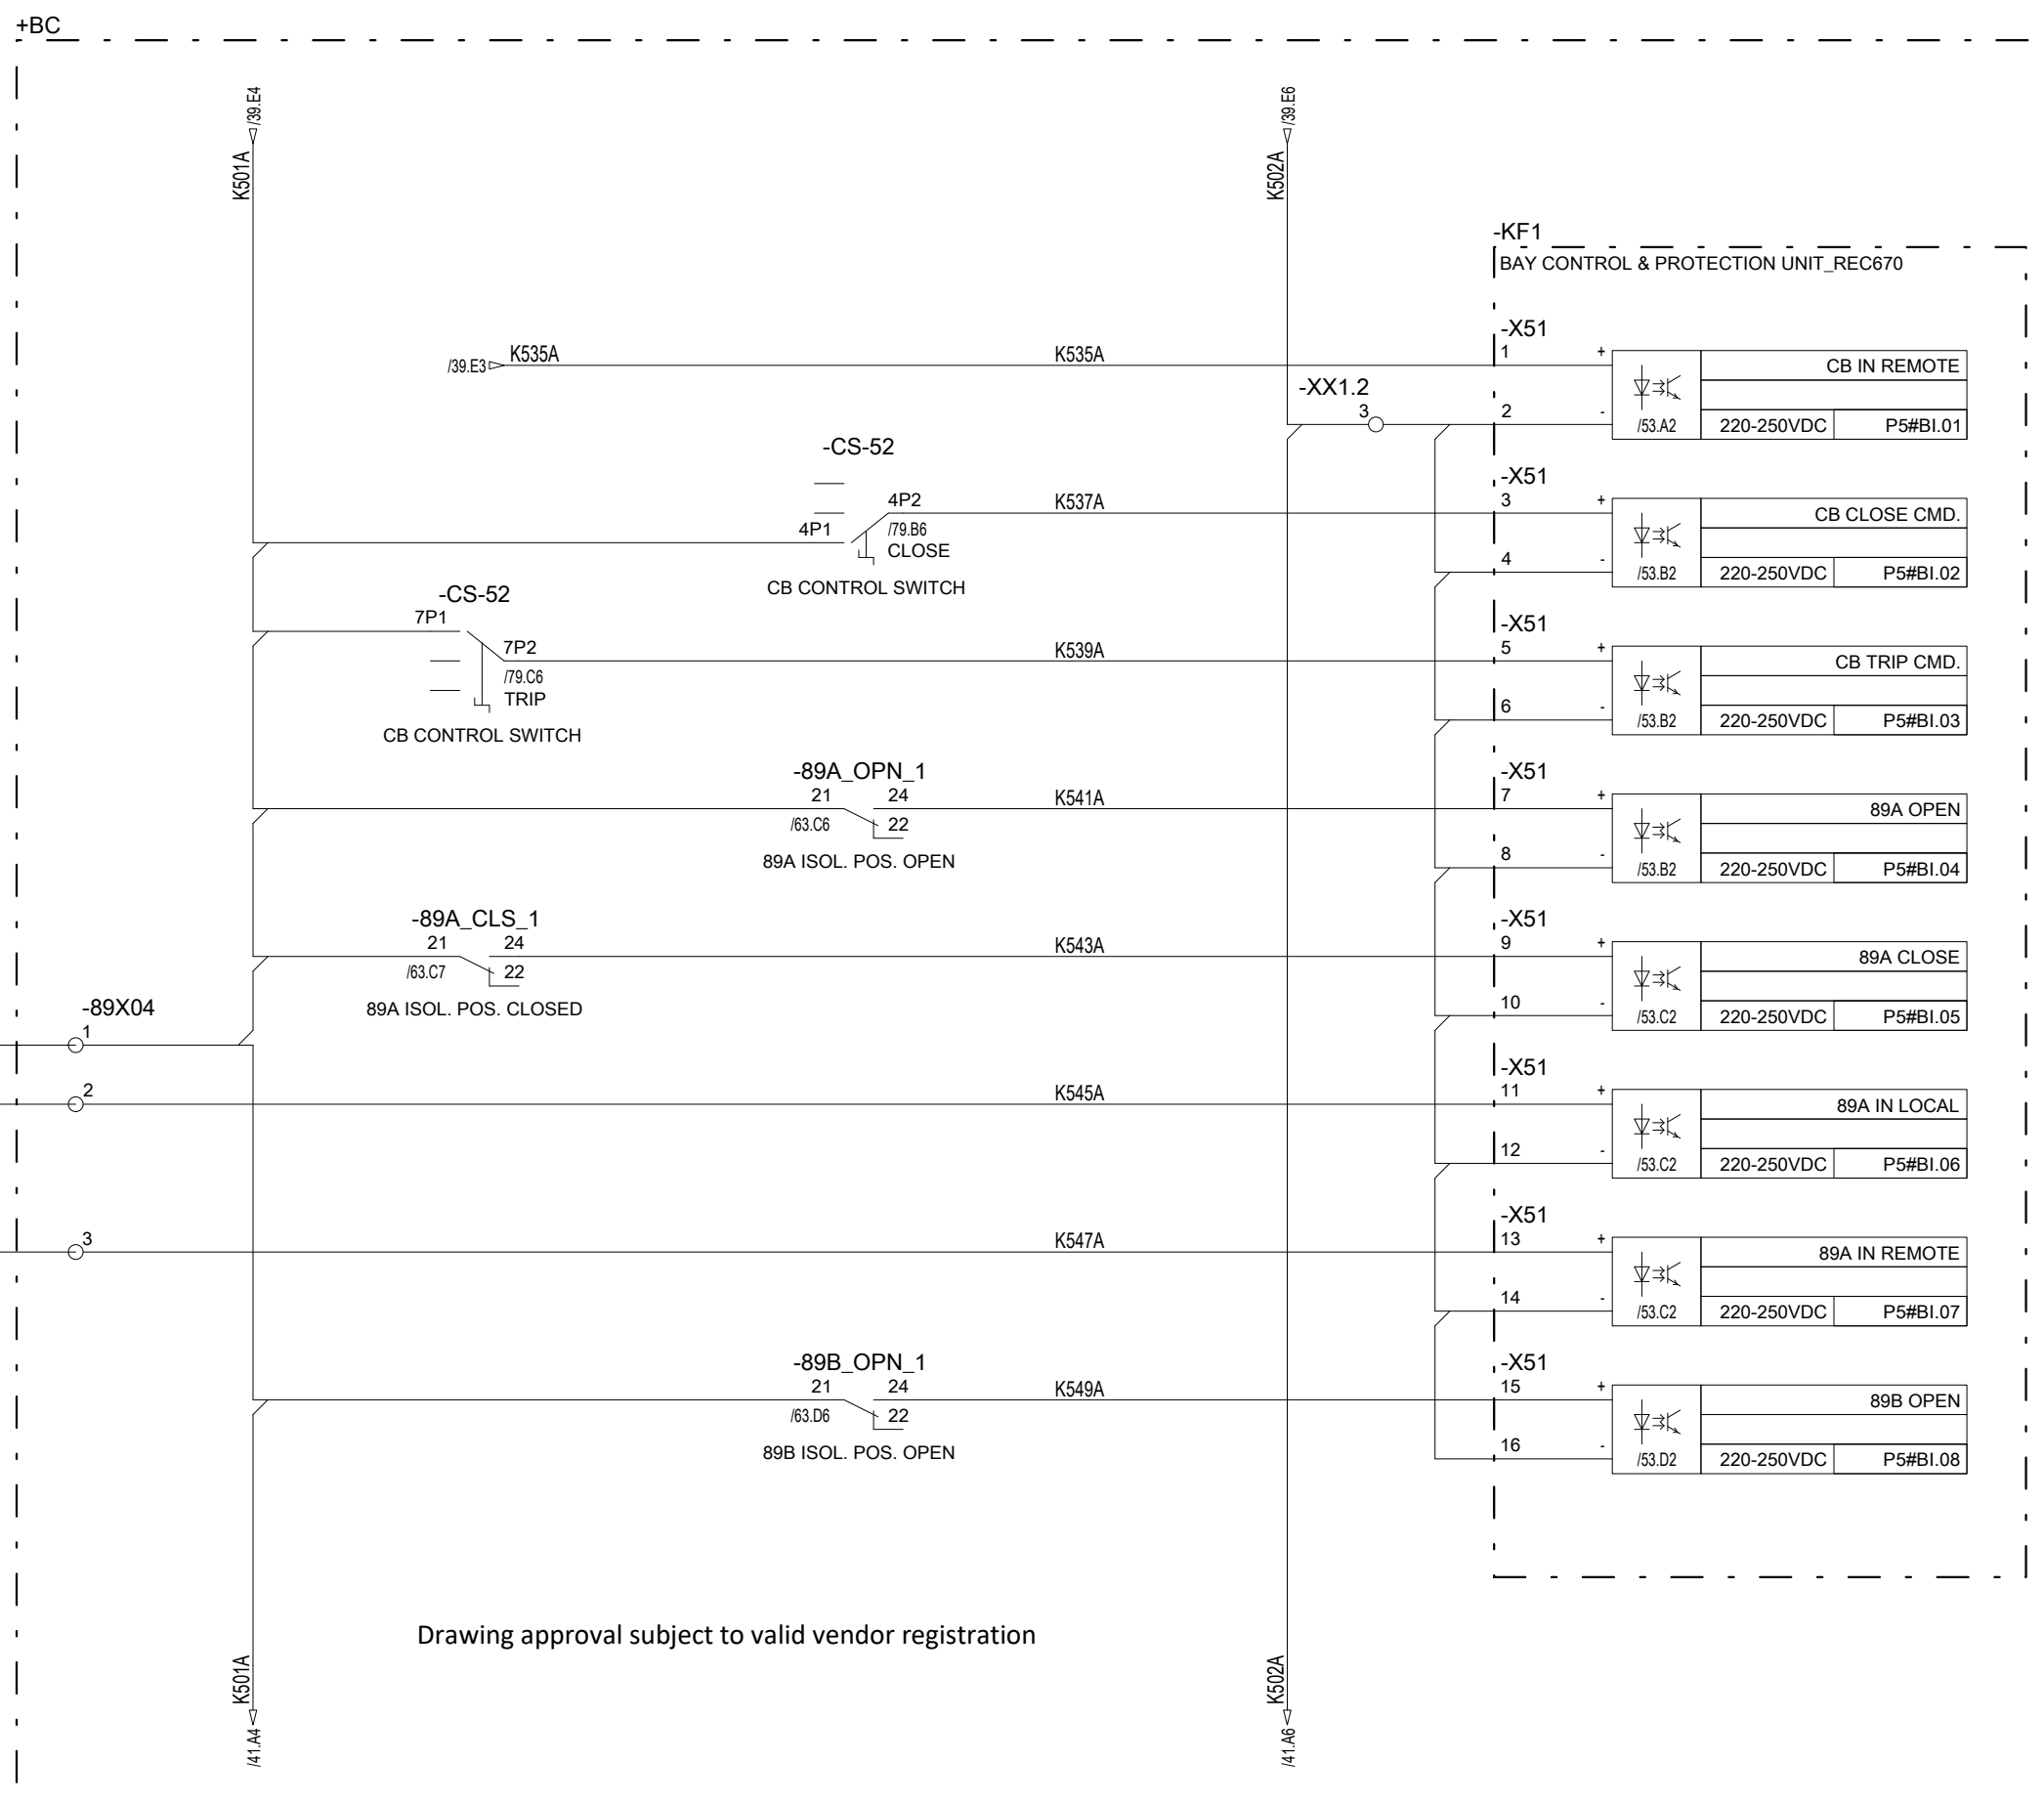 +BC
/39.E4
/39.E6
K501A
K502A
-KF1
BAY CONTROL & PROTECTION UNIT_REC670
-X51
/39.E3
K535A
K535A
1
+
CB IN REMOTE
-XX1.2
3
2
-
/53.A2
220-250VDC
P5#BI.01
-CS-52
-X51
4P2
K537A
3
+
CB CLOSE CMD.
4P1
/79.B6
CLOSE
4
-
/53.B2
220-250VDC
P5#BI.02
CB CONTROL SWITCH
-CS-52
-X51
7P1
7P2
K539A
5
+
CB TRIP CMD.
/79.C6
TRIP
6
-
/53.B2
220-250VDC
P5#BI.03
CB CONTROL SWITCH
-89A_OPN_1
-X51
21
24
K541A
7
+
89A OPEN
/63.C6
22
8
-
/53.B2
220-250VDC
P5#BI.04
89A ISOL. POS. OPEN
-89A_CLS_1
-X51
21
24
K543A
9
+
89A CLOSE
/63.C7
22
10
-
/53.C2
220-250VDC
P5#BI.05
89A ISOL. POS. CLOSED
-89X04
1
-X51
2
K545A
11
+
89A IN LOCAL
12
-
/53.C2
220-250VDC
P5#BI.06
-X51
3
K547A
13
+
89A IN REMOTE
14
-
/53.C2
220-250VDC
P5#BI.07
-89B_OPN_1
-X51
21
24
K549A
15
+
89B OPEN
/63.D6
22
16
-
/53.D2
220-250VDC
P5#BI.08
89B ISOL. POS. OPEN
Drawing approval subject to valid vendor registration
K501A
K502A
/41.A4
/41.A6